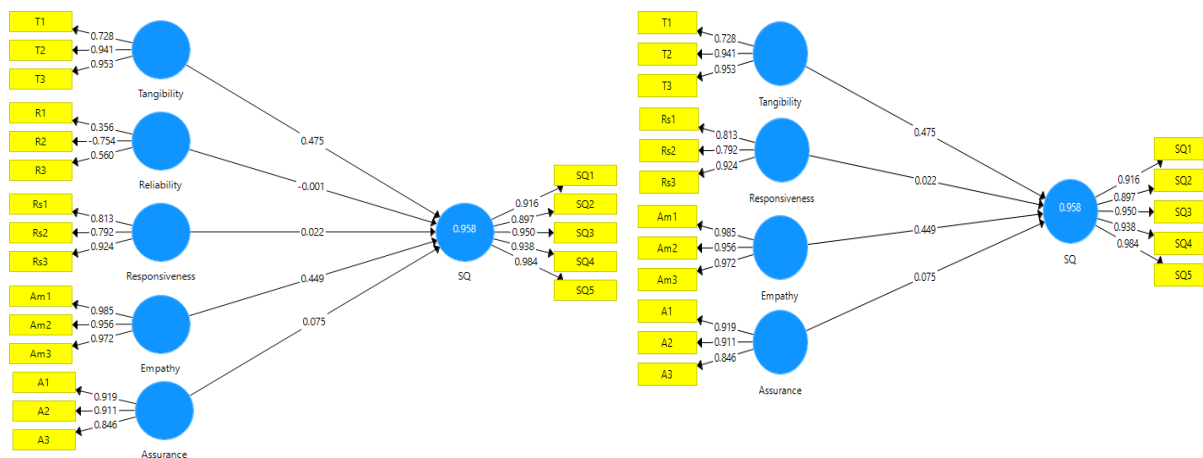 T1
T2
T3
0.728
0.941
0.953
Tangibility
R1
R2
R3
0.356
-0.754
0.560
Reliability
Rs1
Rs2
Rs3
0.813
0.792
0.924
Responsiveness
Am1
Am2
Am3
0.985
0.956
0.972
Empathy
A1
A2
A3
0.919
0.911
0.846
Assurance
0.475
-0.001
0.022
0.449
0.075
0.958
SQ
0.916
0.897
0.950
0.938
0.984
SQ1
SQ2
SQ3
SQ4
SQ5
T1
T2
T3
0.728
0.941
0.953
Tangibility
Rs1
Rs2
Rs3
0.813
0.792
0.924
Responsiveness
Am1
Am2
Am3
0.985
0.956
0.972
Empathy
A1
A2
A3
0.919
0.911
0.846
Assurance
0.475
0.022
0.449
0.075
0.958
SQ
0.916
0.897
0.950
0.938
0.984
SQ1
SQ2
SQ3
SQ4
SQ5